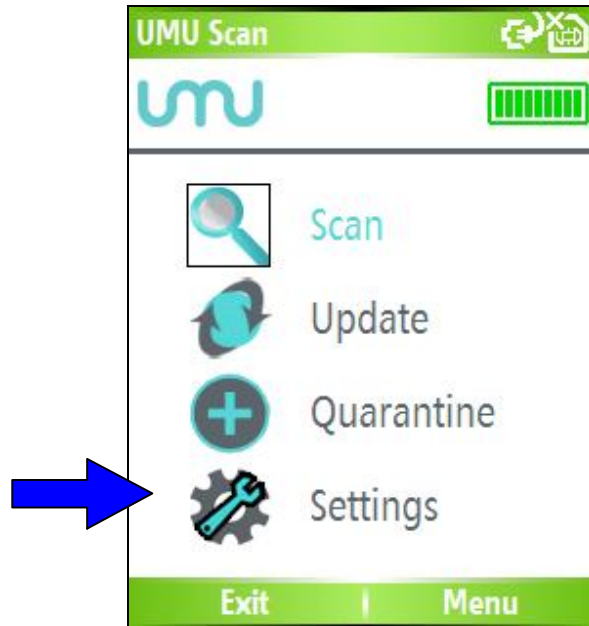 UMU Scan
umu
Scan
Update
Quarantine
Settings
Exit Menu